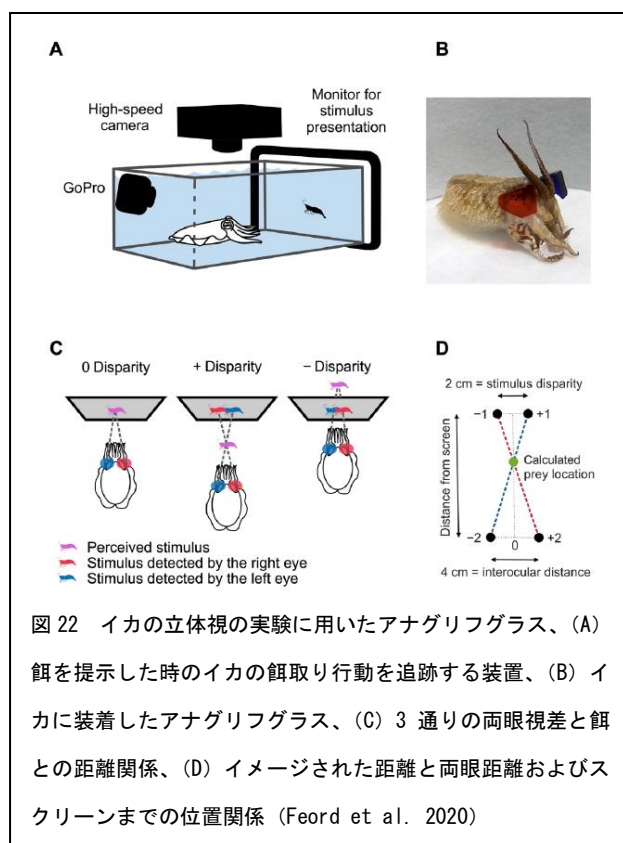 A
B
High-speed
camera
Monitor for
stimulus
presentation
GoPro
C
D
0 Disparity
+ Disparity
− Disparity
2 cm = stimulus disparity
−1
+1
Distance from screen
Calculated
prey location
−2
0
+2
4 cm = interocular distance
Perceived stimulus
Stimulus detected by the right eye
Stimulus detected by the left eye
図 22　イカの立体視の実験に用いたアナグリフグラス、(A)
餌を提示した時のイカの餌取り行動を追跡する装置、(B) イ
カに装着したアナグリフグラス、(C) 3 通りの両眼視差と餌
との距離関係、(D) イメージされた距離と両眼距離およびス
クリーンまでの位置関係 (Feord et al. 2020)